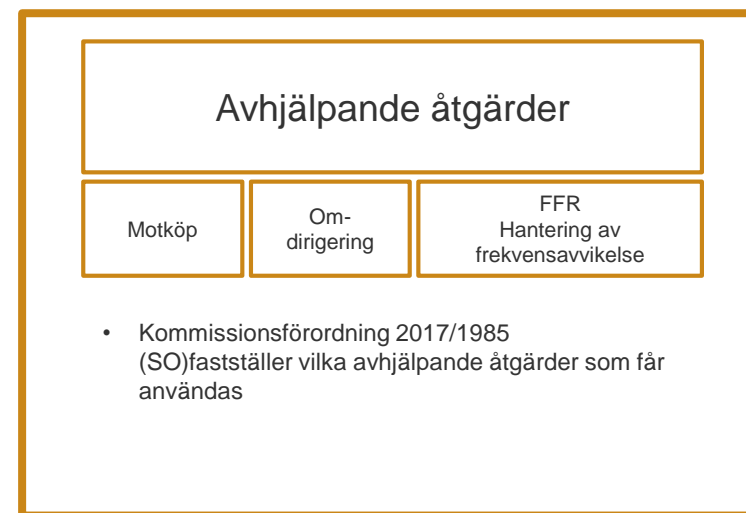 Avhjälpande åtgärder
Motköp
Om-
dirigering
FFR
Hantering av
frekvensavvikelse
• Kommissionsförordning 2017/1985
(SO)fastställer vilka avhjälpande åtgärder som får
användas